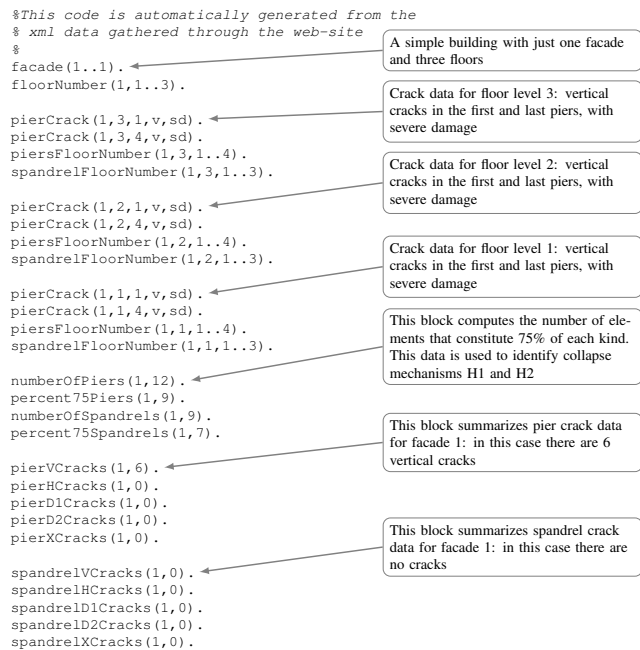 %This code is automatically generated from the
% xml data gathered through the web-site
%
facade(1..1).
floorNumber(1,1..3).
A simple building with just one facade
and three floors
pierCrack(1,3,1,v,sd).
pierCrack(1,3,4,v,sd).
piersFloorNumber(1,3,1..4).
spandrelFloorNumber(1,3,1..3).
Crack data for floor level 3: vertical
cracks in the first and last piers, with
severe damage
pierCrack(1,2,1,v,sd).
pierCrack(1,2,4,v,sd).
piersFloorNumber(1,2,1..4).
spandrelFloorNumber(1,2,1..3).
Crack data for floor level 2: vertical
cracks in the first and last piers, with
severe damage
pierCrack(1,1,1,v,sd).
pierCrack(1,1,4,v,sd).
piersFloorNumber(1,1,1..4).
spandrelFloorNumber(1,1,1..3).
Crack data for floor level 1: vertical
cracks in the first and last piers, with
severe damage
numberOfPiers(1,12).
percent75Piers(1,9).
numberOfSpandrels(1,9).
percent75Spandrels(1,7).
This block computes the number of ele-
ments that constitute 75% of each kind.
This data is used to identify collapse
mechanisms H1 and H2
pierVCracks(1,6).
pierHCracks(1,0).
pierD1Cracks(1,0).
pierD2Cracks(1,0).
pierXCracks(1,0).
This block summarizes pier crack data
for facade 1: in this case there are 6
vertical cracks
spandrelVCracks(1,0).
spandrelHCracks(1,0).
spandrelD1Cracks(1,0).
spandrelD2Cracks(1,0).
spandrelXCracks(1,0).
This block summarizes spandrel crack
data for facade 1: in this case there are
no cracks